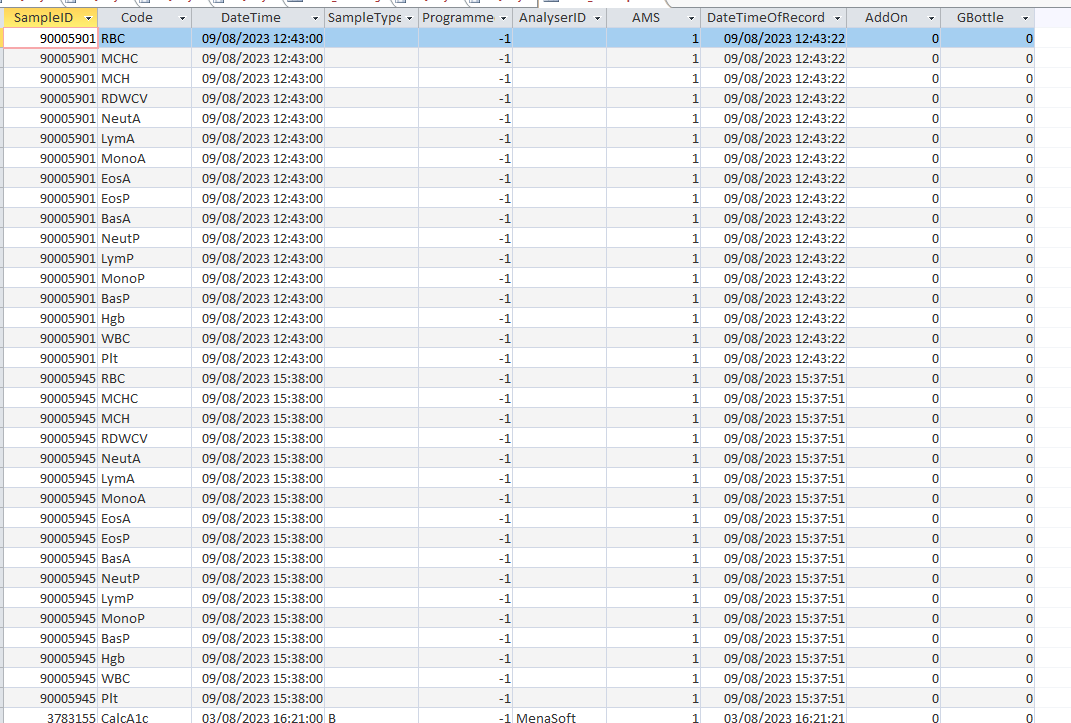 SampleID Code DateTime SampleType Programme AnalyserID AMS DateTimeOfRecord AddOn GBottle
90005901 RBC 09/08/2023 12:43:00 -1 1 09/08/2023 12:43:22 0 0
90005901 MCHC 09/08/2023 12:43:00 -1 1 09/08/2023 12:43:22 0 0
90005901 MCH 09/08/2023 12:43:00 -1 1 09/08/2023 12:43:22 0 0
90005901 RDWCV 09/08/2023 12:43:00 -1 1 09/08/2023 12:43:22 0 0
90005901 NeutA 09/08/2023 12:43:00 -1 1 09/08/2023 12:43:22 0 0
90005901 LymA 09/08/2023 12:43:00 -1 1 09/08/2023 12:43:22 0 0
90005901 MonoA 09/08/2023 12:43:00 -1 1 09/08/2023 12:43:22 0 0
90005901 EosA 09/08/2023 12:43:00 -1 1 09/08/2023 12:43:22 0 0
90005901 EosP 09/08/2023 12:43:00 -1 1 09/08/2023 12:43:22 0 0
90005901 BasA 09/08/2023 12:43:00 -1 1 09/08/2023 12:43:22 0 0
90005901 NeutP 09/08/2023 12:43:00 -1 1 09/08/2023 12:43:22 0 0
90005901 LymP 09/08/2023 12:43:00 -1 1 09/08/2023 12:43:22 0 0
90005901 MonoP 09/08/2023 12:43:00 -1 1 09/08/2023 12:43:22 0 0
90005901 BasP 09/08/2023 12:43:00 -1 1 09/08/2023 12:43:22 0 0
90005901 Hgb 09/08/2023 12:43:00 -1 1 09/08/2023 12:43:22 0 0
90005901 WBC 09/08/2023 12:43:00 -1 1 09/08/2023 12:43:22 0 0
90005901 Plt 09/08/2023 12:43:00 -1 1 09/08/2023 12:43:22 0 0
90005945 RBC 09/08/2023 15:38:00 -1 1 09/08/2023 15:37:51 0 0
90005945 MCHC 09/08/2023 15:38:00 -1 1 09/08/2023 15:37:51 0 0
90005945 MCH 09/08/2023 15:38:00 -1 1 09/08/2023 15:37:51 0 0
90005945 RDWCV 09/08/2023 15:38:00 -1 1 09/08/2023 15:37:51 0 0
90005945 NeutA 09/08/2023 15:38:00 -1 1 09/08/2023 15:37:51 0 0
90005945 LymA 09/08/2023 15:38:00 -1 1 09/08/2023 15:37:51 0 0
90005945 MonoA 09/08/2023 15:38:00 -1 1 09/08/2023 15:37:51 0 0
90005945 EosA 09/08/2023 15:38:00 -1 1 09/08/2023 15:37:51 0 0
90005945 EosP 09/08/2023 15:38:00 -1 1 09/08/2023 15:37:51 0 0
90005945 BasA 09/08/2023 15:38:00 -1 1 09/08/2023 15:37:51 0 0
90005945 NeutP 09/08/2023 15:38:00 -1 1 09/08/2023 15:37:51 0 0
90005945 LymP 09/08/2023 15:38:00 -1 1 09/08/2023 15:37:51 0 0
90005945 MonoP 09/08/2023 15:38:00 -1 1 09/08/2023 15:37:51 0 0
90005945 BasP 09/08/2023 15:38:00 -1 1 09/08/2023 15:37:51 0 0
90005945 Hgb 09/08/2023 15:38:00 -1 1 09/08/2023 15:37:51 0 0
90005945 WBC 09/08/2023 15:38:00 -1 1 09/08/2023 15:37:51 0 0
90005945 Plt 09/08/2023 15:38:00 -1 1 09/08/2023 15:37:51 0 0
3783155 CalcA1c 03/08/2023 16:21:00 B -1 MenaSoft 1 03/08/2023 16:21:21 0 0